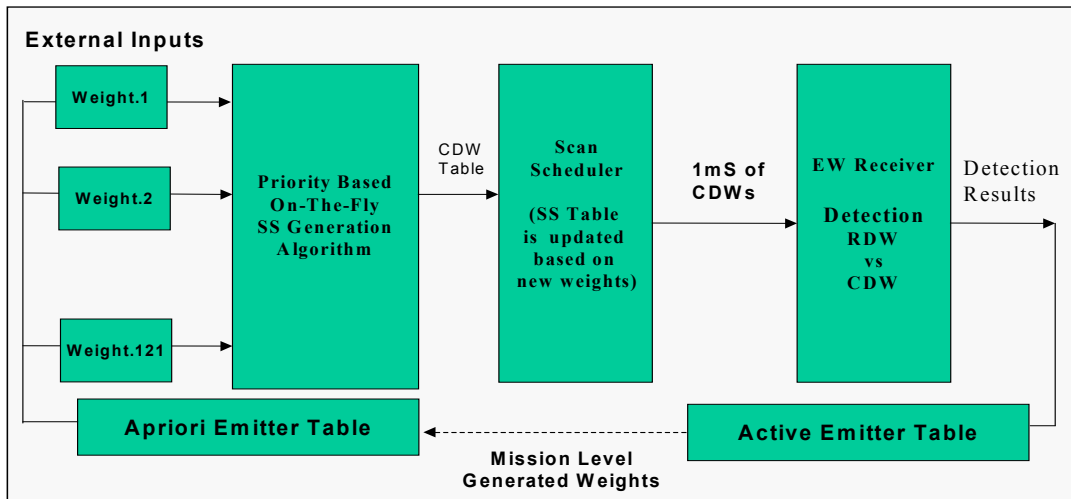 External Inputs
Weight.1
Weight.2
Weight.121
Priority Based
On-The-Fly
SS Generation
Algorithm
CDW
Table
Scan
Scheduler
(SS Table
is updated
based on
new weights)
1mS of
CDWs
EW Receiver
Detection
RDW
vs
CDW
Detection
Results
Apriori Emitter Table
Active Emitter Table
Mission Level
Generated Weights